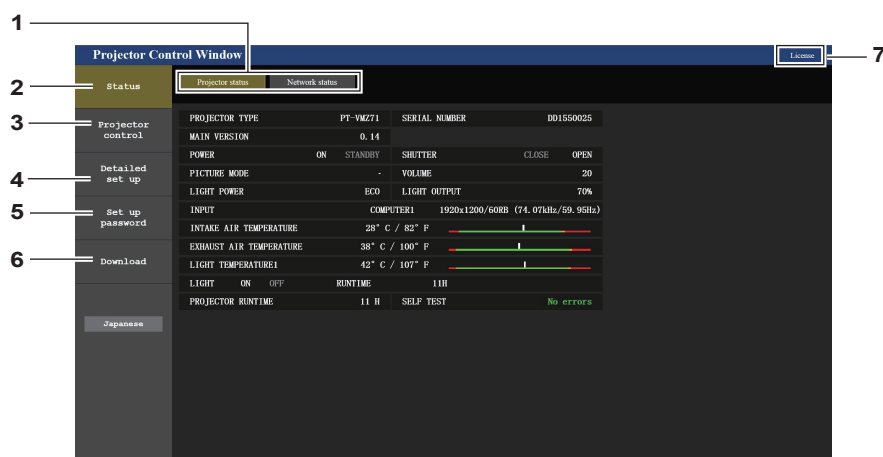 1
Projector Control Window
License
7
2
Status
Projector status Network status
3
Projector
control
4
Detailed
set up
5
Set up
password
6
Download
Japanese
PROJECTOR TYPE PT-VMZ71 SERIAL NUMBER DD1550025
MAIN VERSION 0.14
POWER ON STANDBY SHUTTER CLOSE OPEN
PICTURE MODE - VOLUME 20
LIGHT POWER ECO LIGHT OUTPUT 70%
INPUT COMPUTER1 1920x1200/60RB (74.07kHz/59.95Hz)
INTAKE AIR TEMPERATURE 28° C / 82° F
EXHAUST AIR TEMPERATURE 38° C / 100° F
LIGHT TEMPERATURE1 42° C / 107° F
LIGHT ON OFF RUNTIME 11H
PROJECTOR RUNTIME 11 H SELF TEST No errors